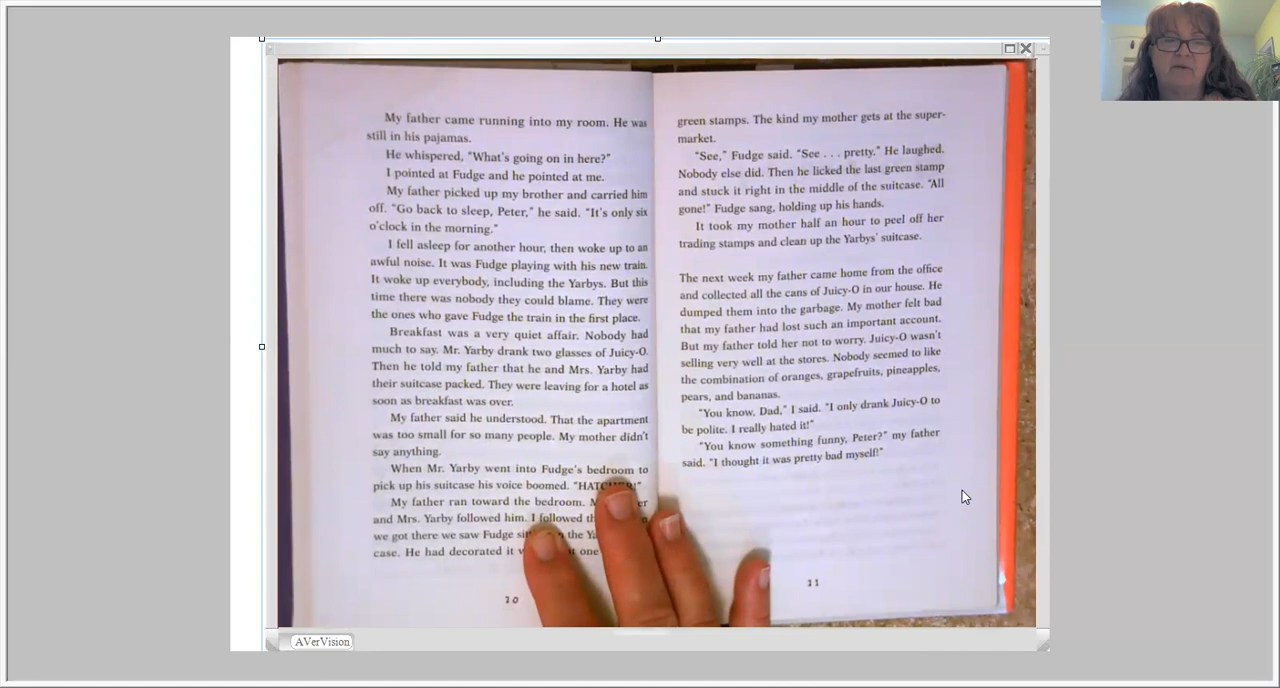 My father came running into my room. He was
still in his pajamas.
He whispered, "What's going on in here?"
I pointed at Fudge and he pointed at me.
My father picked up my brother and carried him
off. "Go back to sleep, Peter," he said. "It's only six
o'clock in the morning."
I fell asleep for another hour, then woke up to an
awful noise. It was Fudge playing with his new train.
It woke up everybody, including the Yarbys. But this
time there was nobody they could blame. They were
the ones who gave Fudge the train in the first place.
Breakfast was a very quiet affair. Nobody had
much to say. Mr. Yarby drank two glasses of Juicy-O.
Then he told my father that he and Mrs. Yarby had
their suitcase packed. They were leaving for a hotel as
soon as breakfast was over.
My father said he understood. That the apartment
was too small for so many people. My mother didn't
say anything.
When Mr. Yarby went into Fudge's bedroom to
pick up his suitcase his voice boomed. "HATCHER!"
My father ran toward the bedroom.
and Mrs. Yarby followed him. I followed
we got there we saw Fudge the
case. He had decorated it one
10
green stamps. The kind my mother gets at the super-
market.
"See," Fudge said. "See . . . pretty." He laughed.
Nobody else did. Then he licked the last green stamp
and stuck it right in the middle of the suitcase. "All
gone!" Fudge sang, holding up his hands.
It took my mother half an hour to peel off her
trading stamps and clean up the Yarbys' suitcase.
The next week my father came home from the office
and collected all the cans of Juicy-O in our house. He
dumped them into the garbage. My mother felt bad
that my father had lost such an important account.
But my father told her not to worry. Juicy-O wasn't
selling very well at the stores. Nobody seemed to like
the combination of oranges, grapefruits, pineapples,
pears, and bananas.
"You know, Dad," I said. "I only drank Juicy-O to
be polite. I really hated it!"
"You know something funny, Peter?" my father
said. "I thought it was pretty bad myself!"
11
AVerVision